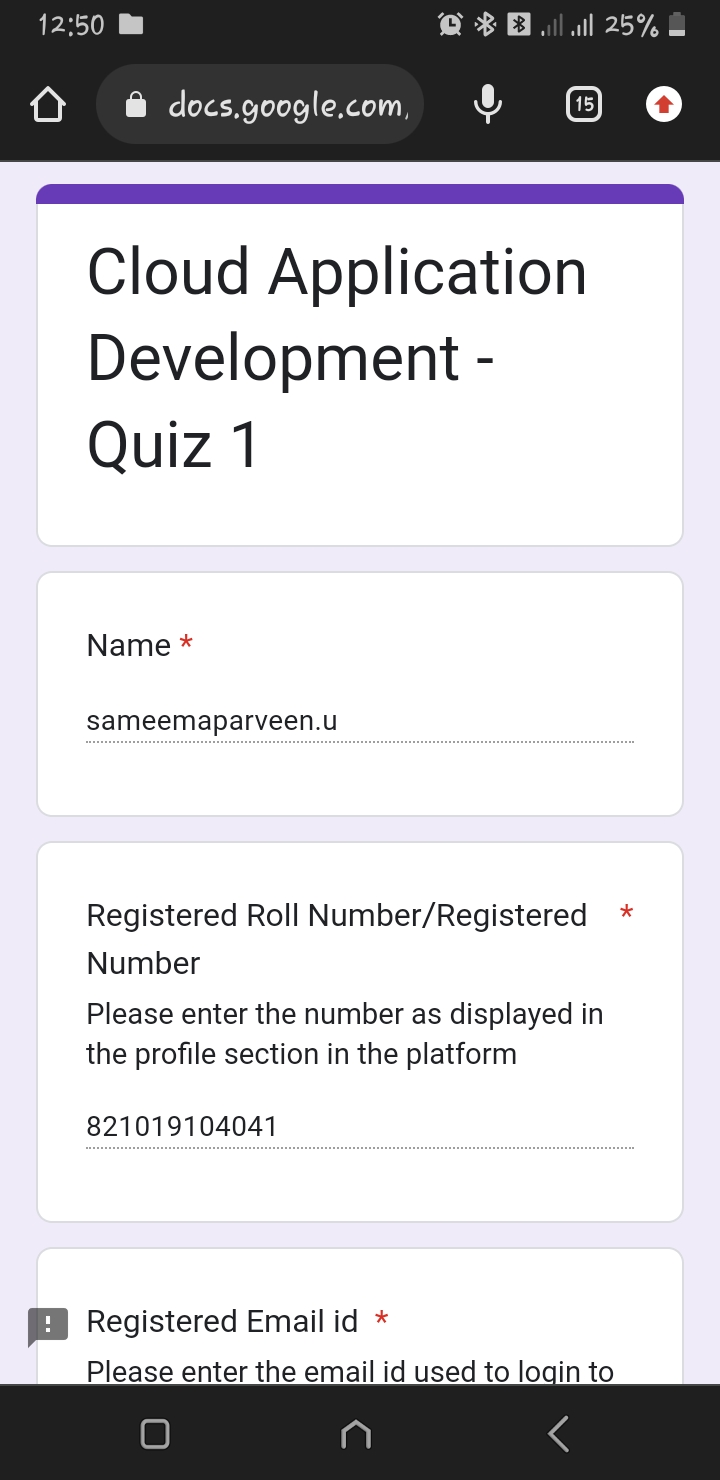 12:50 25%
docs.google.com, 15
Cloud Application
Development -
Quiz 1
Name *
sameemaparveen.u
Registered Roll Number/Registered *
Number
Please enter the number as displayed in
the profile section in the platform
821019104041
Registered Email id *
Please enter the email id used to login to